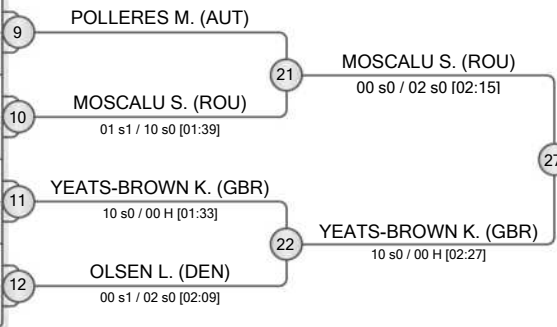 9
POLLERES M. (AUT)
21
MOSCALU S. (ROU)
00 s0 / 02 s0 [02:15]
10
MOSCALU S. (ROU)
01 s1 / 10 s0 [01:39]
27
11
YEATS-BROWN K. (GBR)
10 s0 / 00 H [01:33]
22
YEATS-BROWN K. (GBR)
10 s0 / 00 H [02:27]
12
OLSEN L. (DEN)
00 s1 / 02 s0 [02:09]